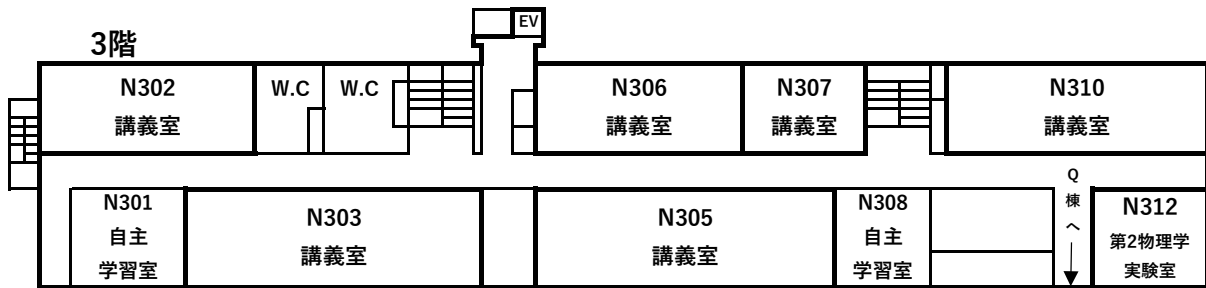 EV
3階
N302
講義室
W.C
W.C
N306
講義室
N307
講義室
N310
講義室
N301
自主
学習室
N303
講義室
N305
講義室
N308
自主
学習室
Q
棟
へ
N312
第2物理学
実験室